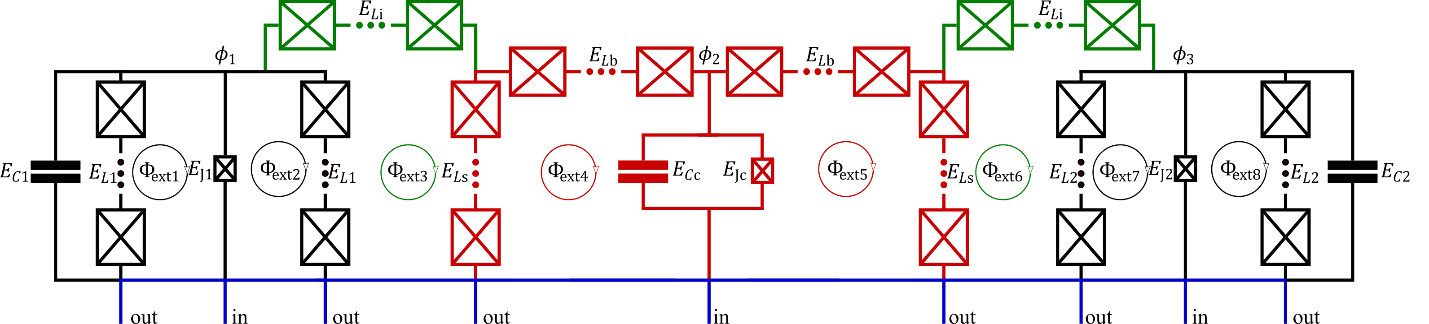 E_Li E_Li
E_Lb E_Lb
ϕ_1 ϕ_2 ϕ_3
E_C1 E_L1 Φ_ext1 E_J1 Φ_ext2 E_L1 Φ_ext3 E_Ls Φ_ext4 E_Cc E_Jc Φ_ext5 E_Ls Φ_ext6 E_L2 Φ_ext7 E_J2 Φ_ext8 E_L2 E_C2
out in out out in out out in out